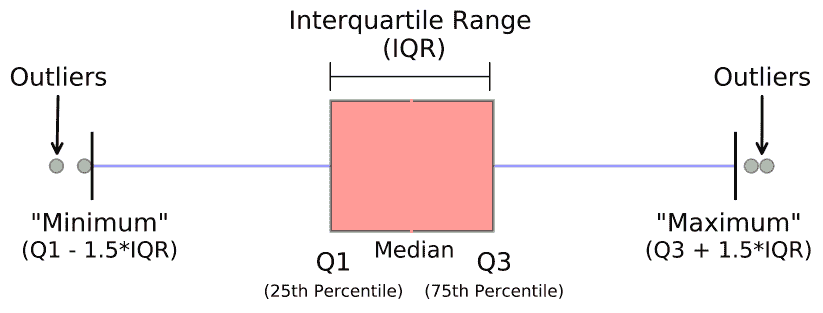 Interquartile Range
(IQR)
Outliers
Outliers
"Minimum"
(Q1 - 1.5*IQR)
"Maximum"
(Q3 + 1.5*IQR)
Q1
Median
Q3
(25th Percentile)
(75th Percentile)